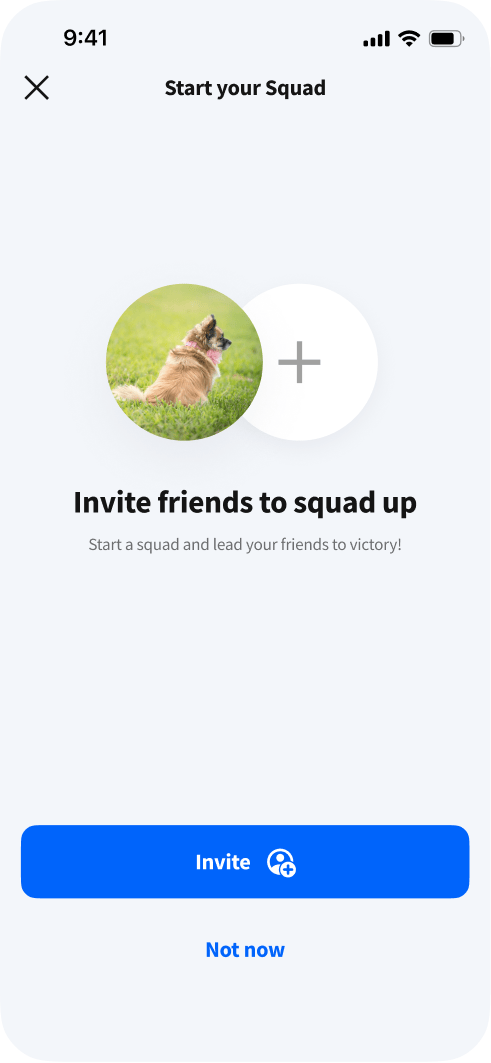 9:41
Start your Squad
Invite friends to squad up
Start a squad and lead your friends to victory!
Invite
Not now